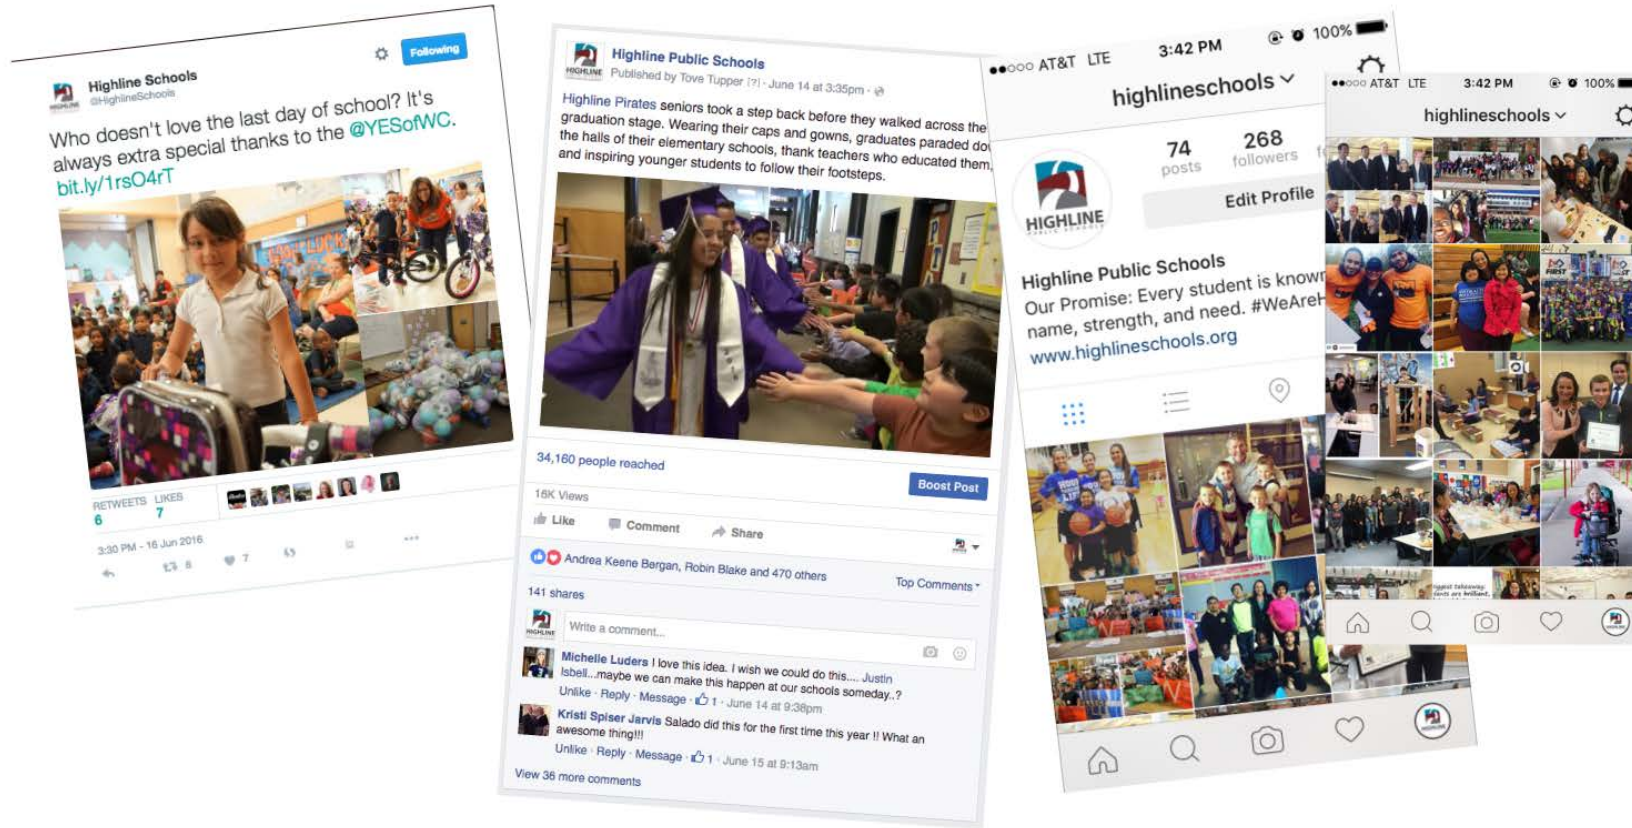 Following
Highline Schools
@HighlineSchools
Who doesn't love the last day of school? It's
always extra special thanks to the @YESofWC.
bit.ly/1rsO4rT
RETWEETS LIKES
6 7
3:30 PM - 16 Jun 2016
6 7
HIGHLINE
Highline Public Schools
Published by Tove Tupper [?] · June 14 at 3:35pm ·
Highline Pirates seniors took a step back before they walked across the
graduation stage. Wearing their caps and gowns, graduates paraded do
the halls of their elementary schools, thank teachers who educated them,
and inspiring younger students to follow their footsteps.
34,160 people reached
Boost Post
16K Views
Like Comment Share
Andrea Keene Bergan, Robin Blake and 470 others
Top Comments
141 shares
HIGHLINE
Write a comment...
Michelle Luders I love this idea. I wish we could do this.... Justin
Isbell...maybe we can make this happen at our schools someday..?
Unlike · Reply · Message · 1 · June 14 at 9:38pm
Kristi Spiser Jarvis Salado did this for the first time this year !! What an
awesome thing!!!
Unlike · Reply · Message · 1 · June 15 at 9:13am
View 36 more comments
AT&T LTE 3:42 PM 100%
highlineschools
74 268
posts followers
Edit Profile
HIGHLINE
PUBLIC SCHOOLS
Highline Public Schools
Our Promise: Every student is known
name, strength, and need. #WeAreH
www.highlineschools.org
AT&T LTE 3:42 PM 100%
highlineschools
FIRST